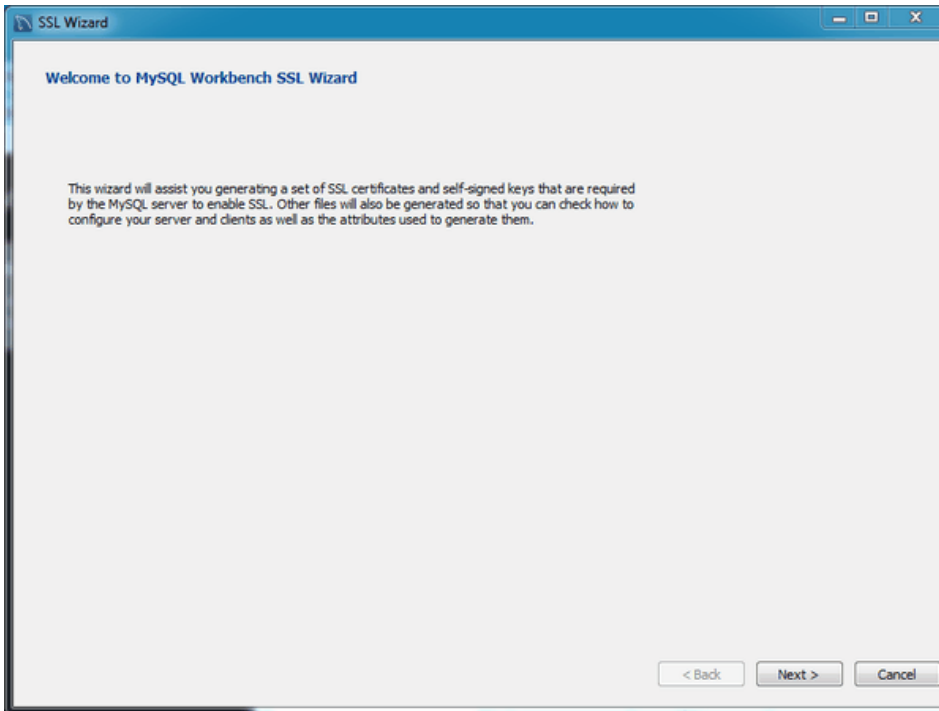 SSL Wizard
Welcome to MySQL Workbench SSL Wizard
This wizard will assist you generating a set of SSL certificates and self-signed keys that are required
by the MySQL server to enable SSL. Other files will also be generated so that you can check how to
configure your server and clients as well as the attributes used to generate them.
< Back Next > Cancel